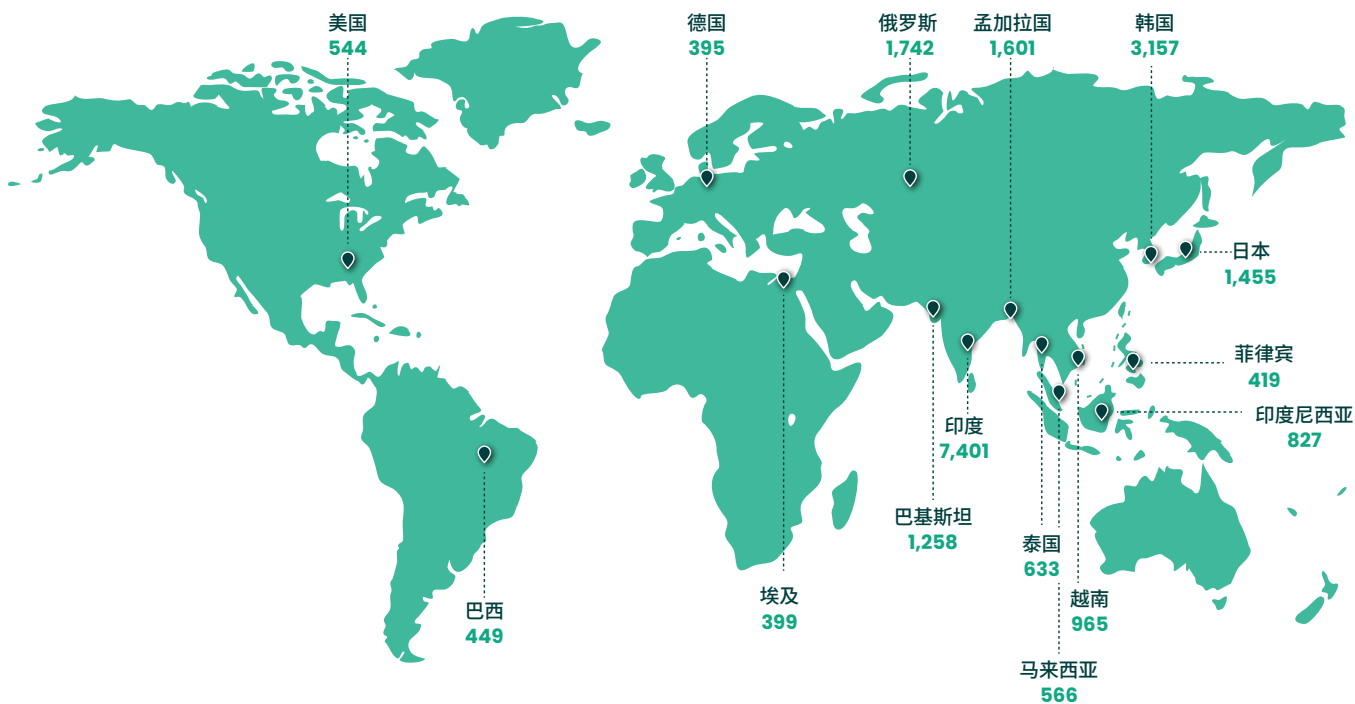 美国
544
德国
395
俄罗斯
1,742
孟加拉国
1,601
韩国
3,157
日本
1,455
菲律宾
419
印度尼西亚
827
印度
7,401
巴基斯坦
1,258
泰国
633
埃及
399
越南
965
巴西
449
马来西亚
566